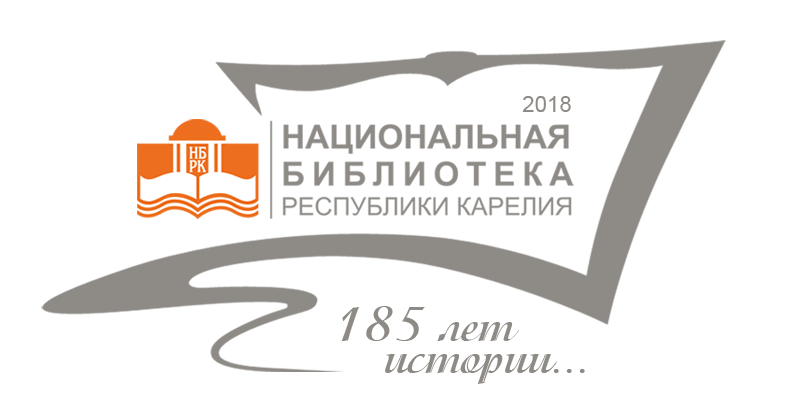 2018
НБ
РК
НАЦИОНАЛЬНАЯ
БИБЛИОТЕКА
РЕСПУБЛИКИ КАРЕЛИЯ
185 лет
истории...